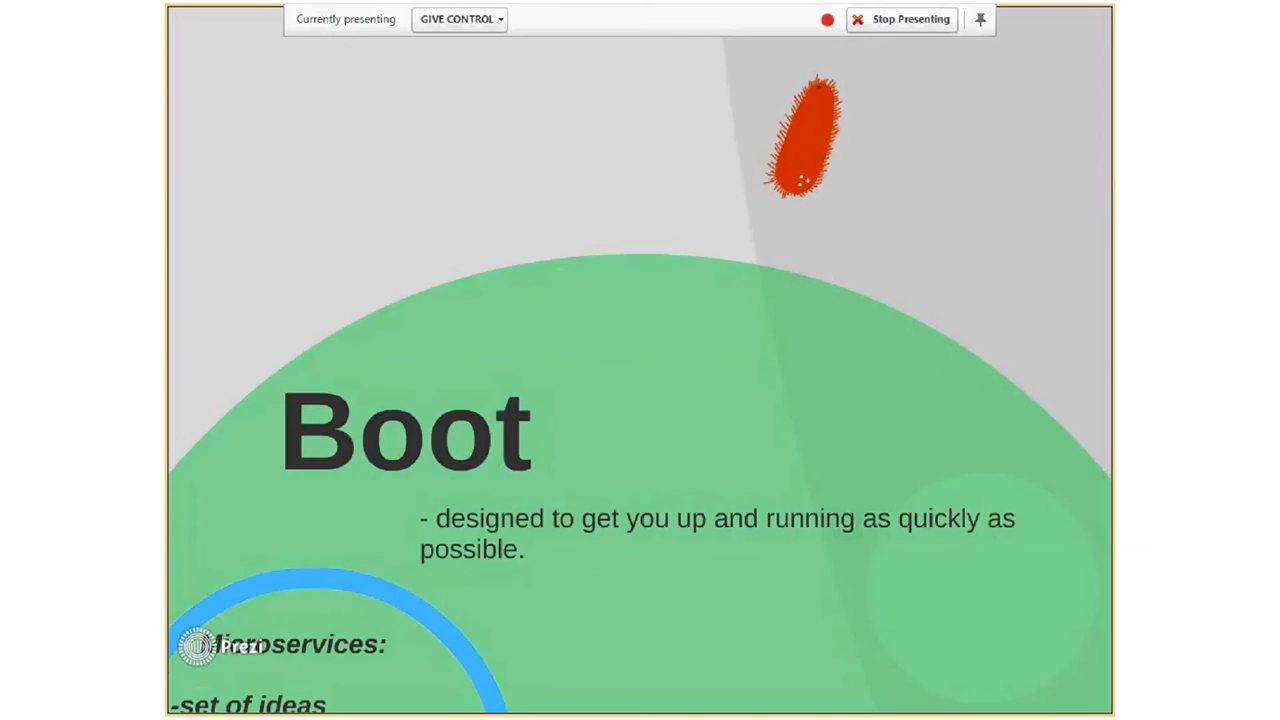 Currently presenting
GIVE CONTROL
Stop Presenting
Boot
- designed to get you up and running as quickly as
possible.
Microservices:
Prezi
-set of ideas